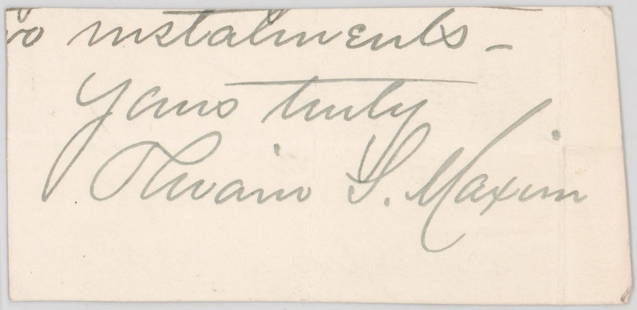 instalments –
Yours truly
Hiram S. Maxim